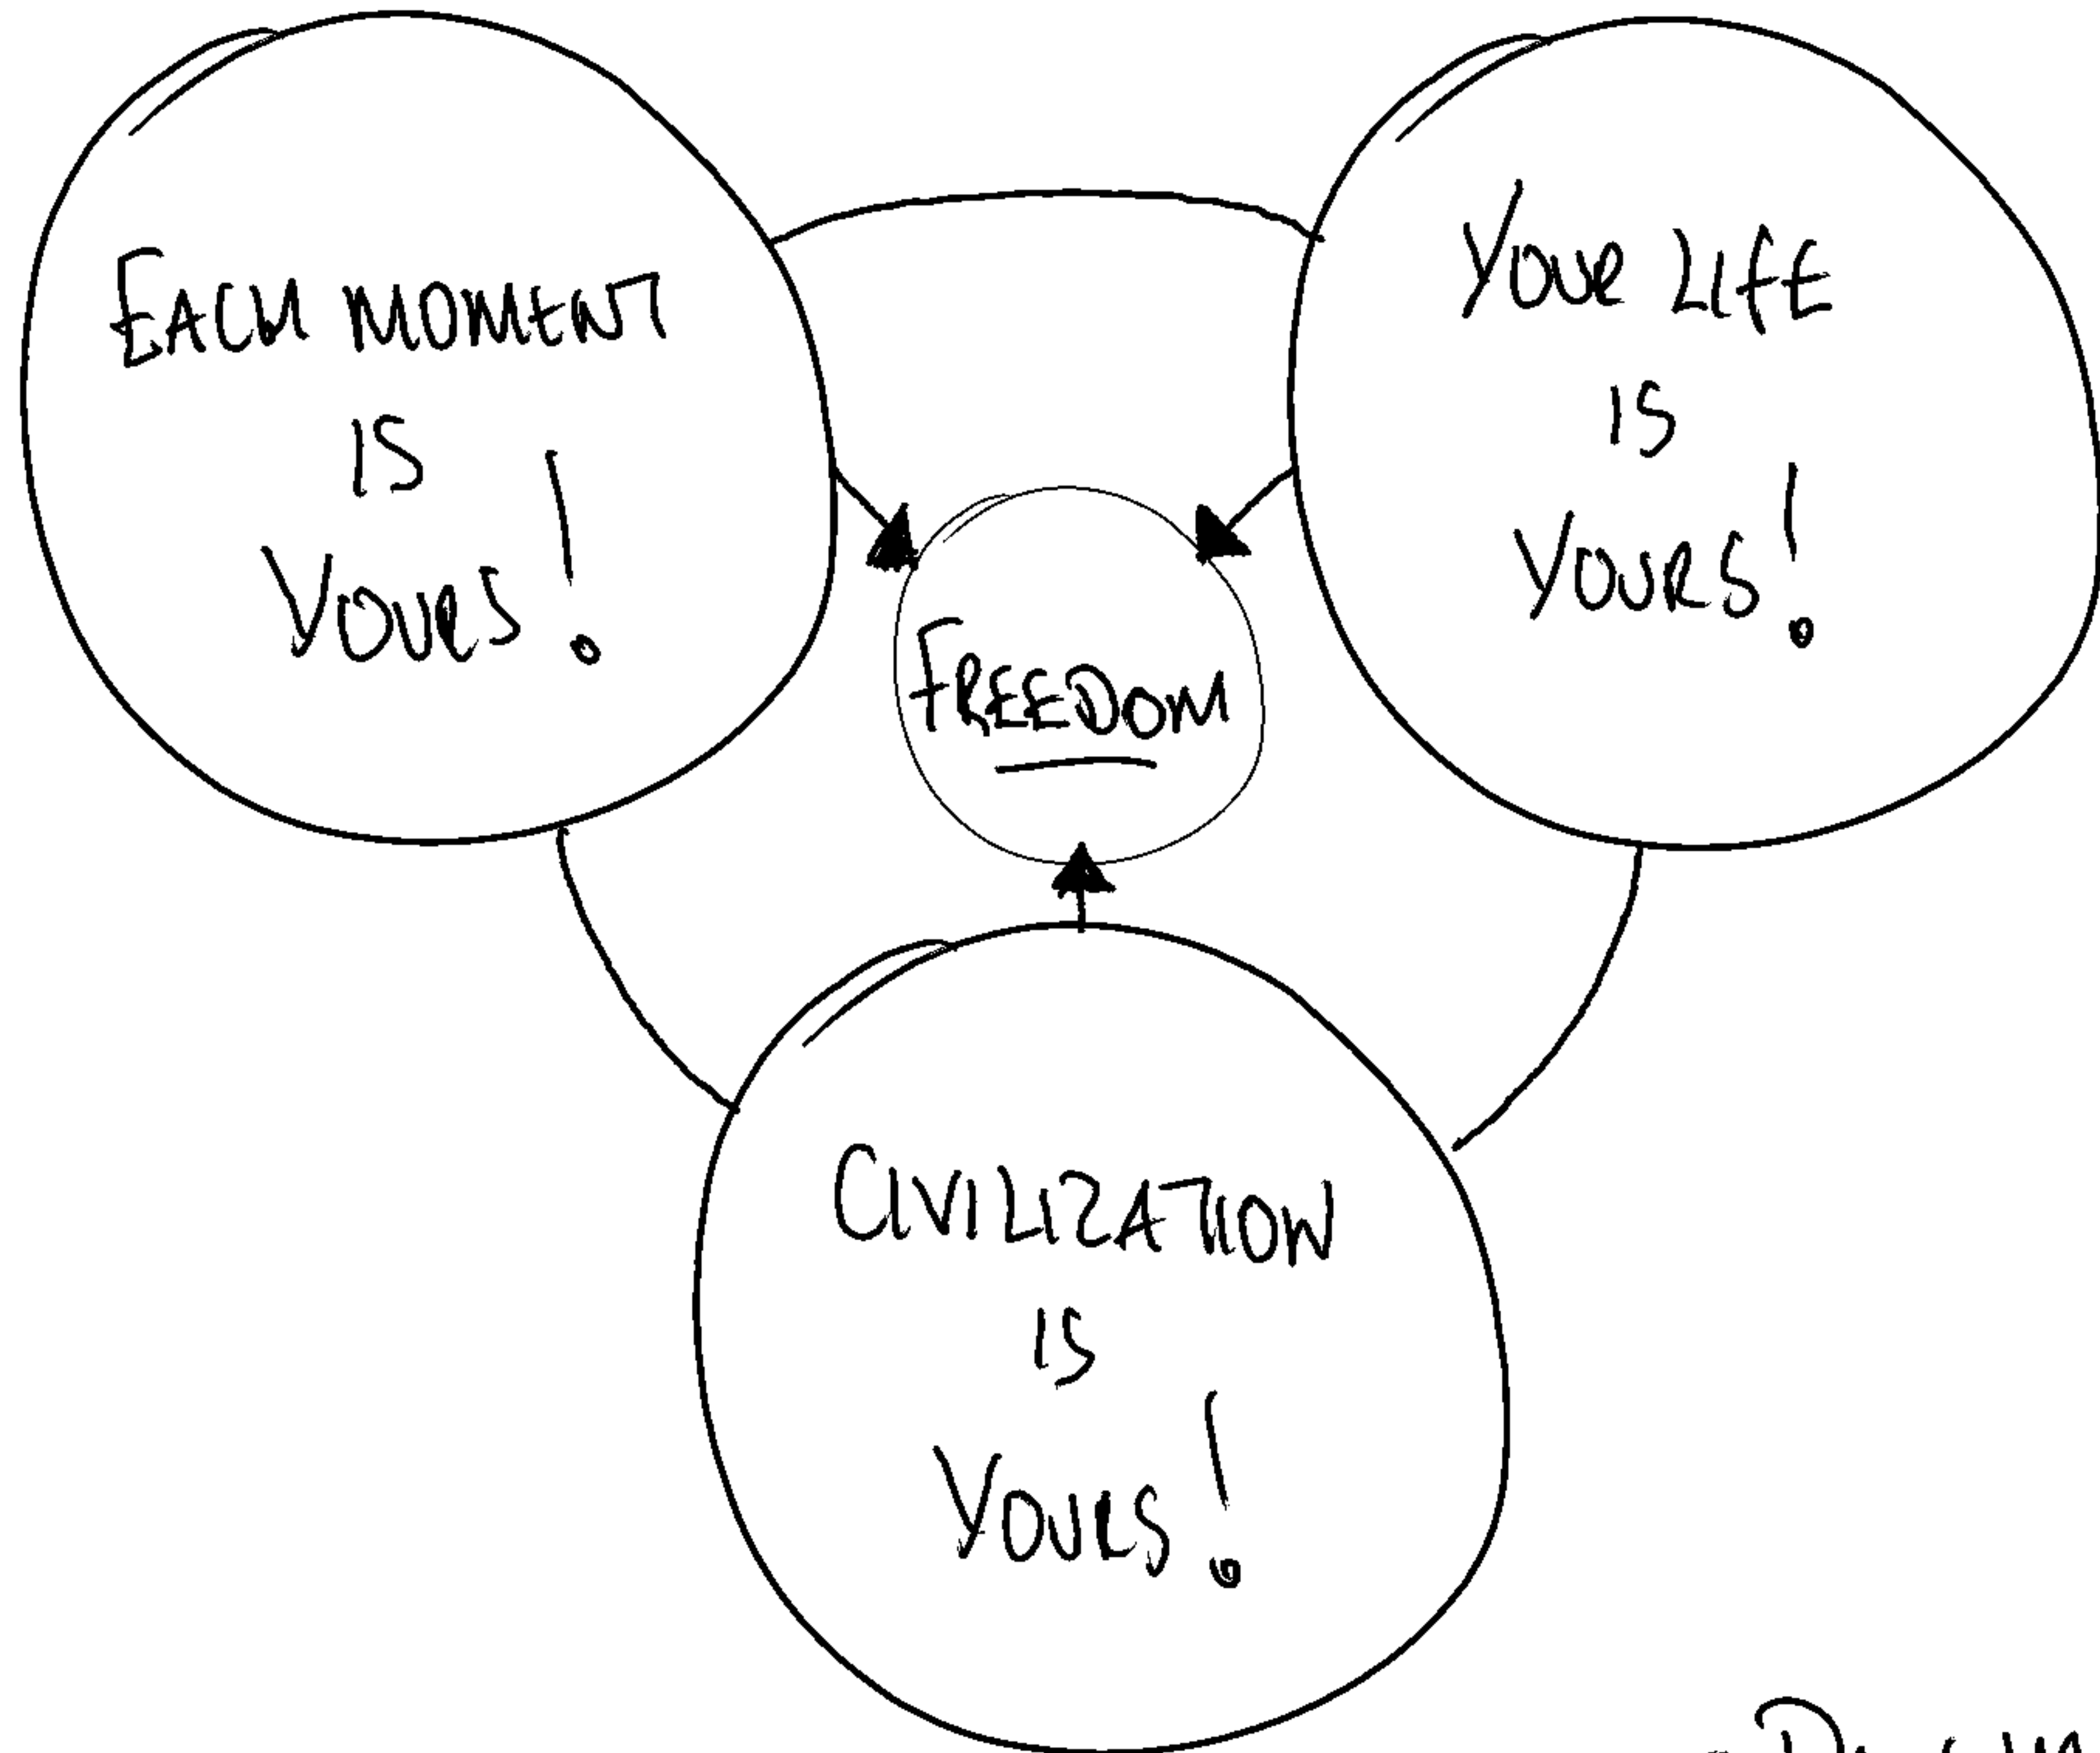 EACH MOMENT
IS
YOURS!
YOUR LIFE
IS
YOURS!
FREEDOM
CIVILIZATION
IS
YOURS!